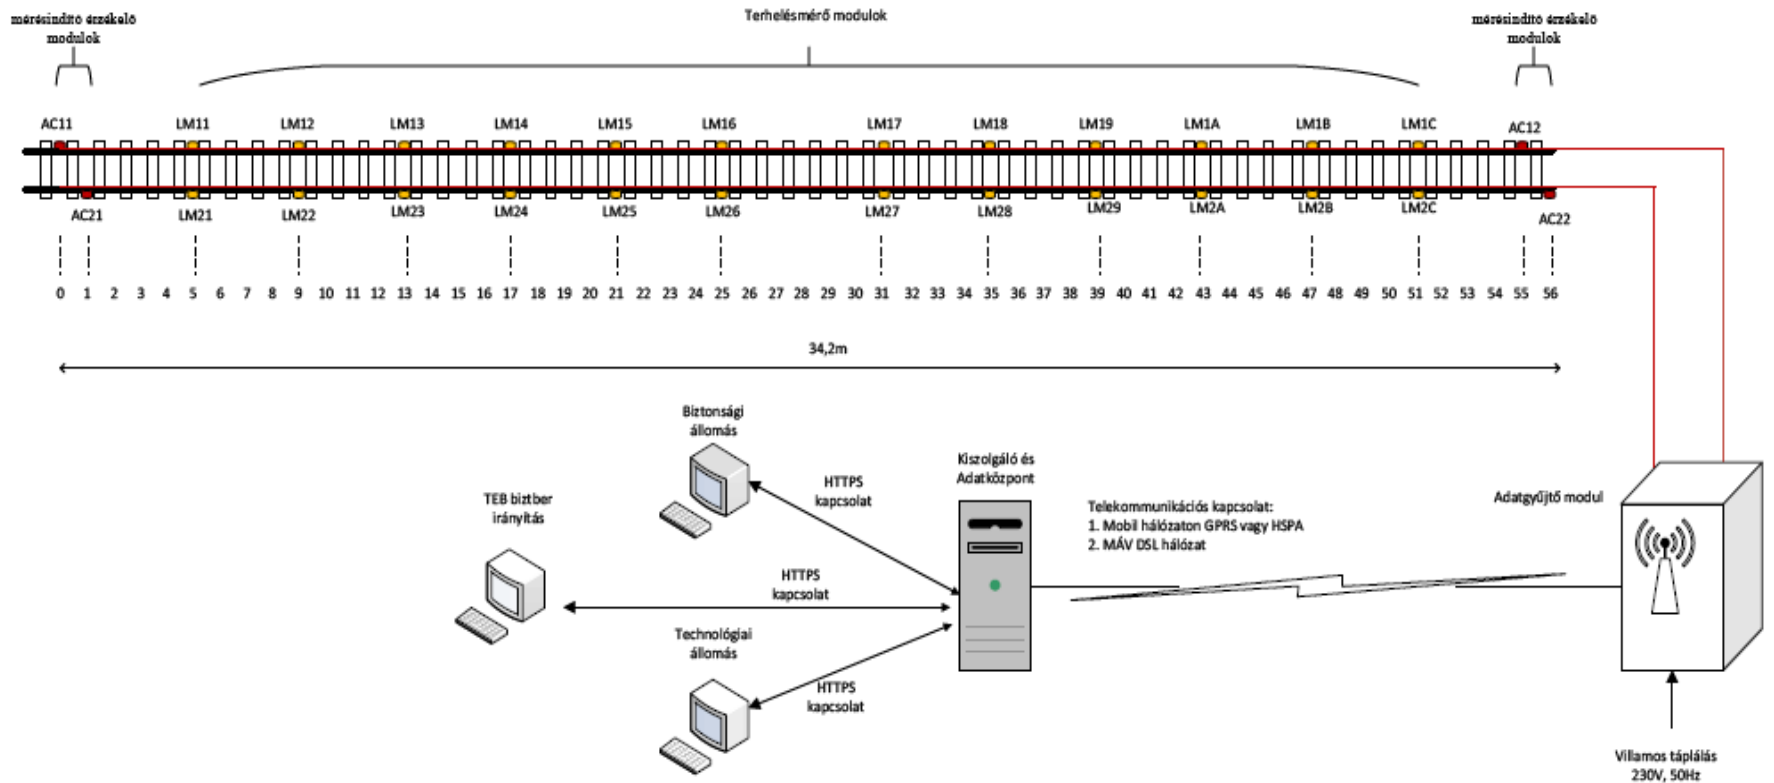 mérésindító érzékelő
modulok
Terhelésmérő modulok
mérésindító érzékelő
modulok
AC11 LM11 LM12 LM13 LM14 LM15 LM16 LM17 LM18 LM19 LM1A LM1B LM1C AC12
AC21 LM21 LM22 LM23 LM24 LM25 LM26 LM27 LM28 LM29 LM2A LM2B LM2C AC22
0 1 2 3 4 5 6 7 8 9 10 11 12 13 14 15 16 17 18 19 20 21 22 23 24 25 26 27 28 29 30 31 32 33 34 35 36 37 38 39 40 41 42 43 44 45 46 47 48 49 50 51 52 53 54 55 56
34,2m
Biztonsági
állomás
HTTPS
kapcsolat
Kiszolgáló és
Adatközpont
TEB biztber
irányítás
Telekommunikációs kapcsolat:
1. Mobil hálózaton GPRS vagy HSPA
2. MÁV DSL hálózat
Adatgyűjtő modul
HTTPS
kapcsolat
Technológiai
állomás
HTTPS
kapcsolat
Villamos táplálás
230V, 50Hz